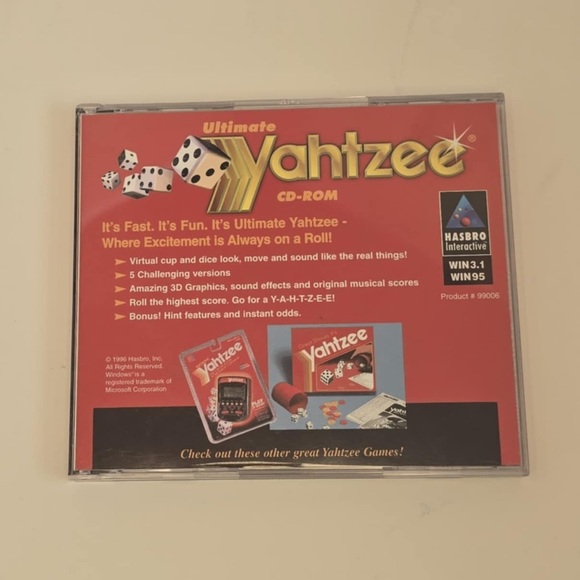 Ultimate
Yahtzee®
CD-ROM
It's Fast. It's Fun. It's Ultimate Yahtzee -
Where Excitement is Always on a Roll!
Virtual cup and dice look, move and sound like the real things!
5 Challenging versions
Amazing 3D Graphics, sound effects and original musical scores
Roll the highest score. Go for a Y-A-H-T-Z-E-E!
Bonus! Hint features and instant odds.
HASBRO
Interactive
WIN3.1
WIN95
Product # 99006
© 1996 Hasbro, Inc.
All Rights Reserved.
Windows® is a
registered trademark of
Microsoft Corporation
Yahtzee
Yahtzee
Check out these other great Yahtzee Games!